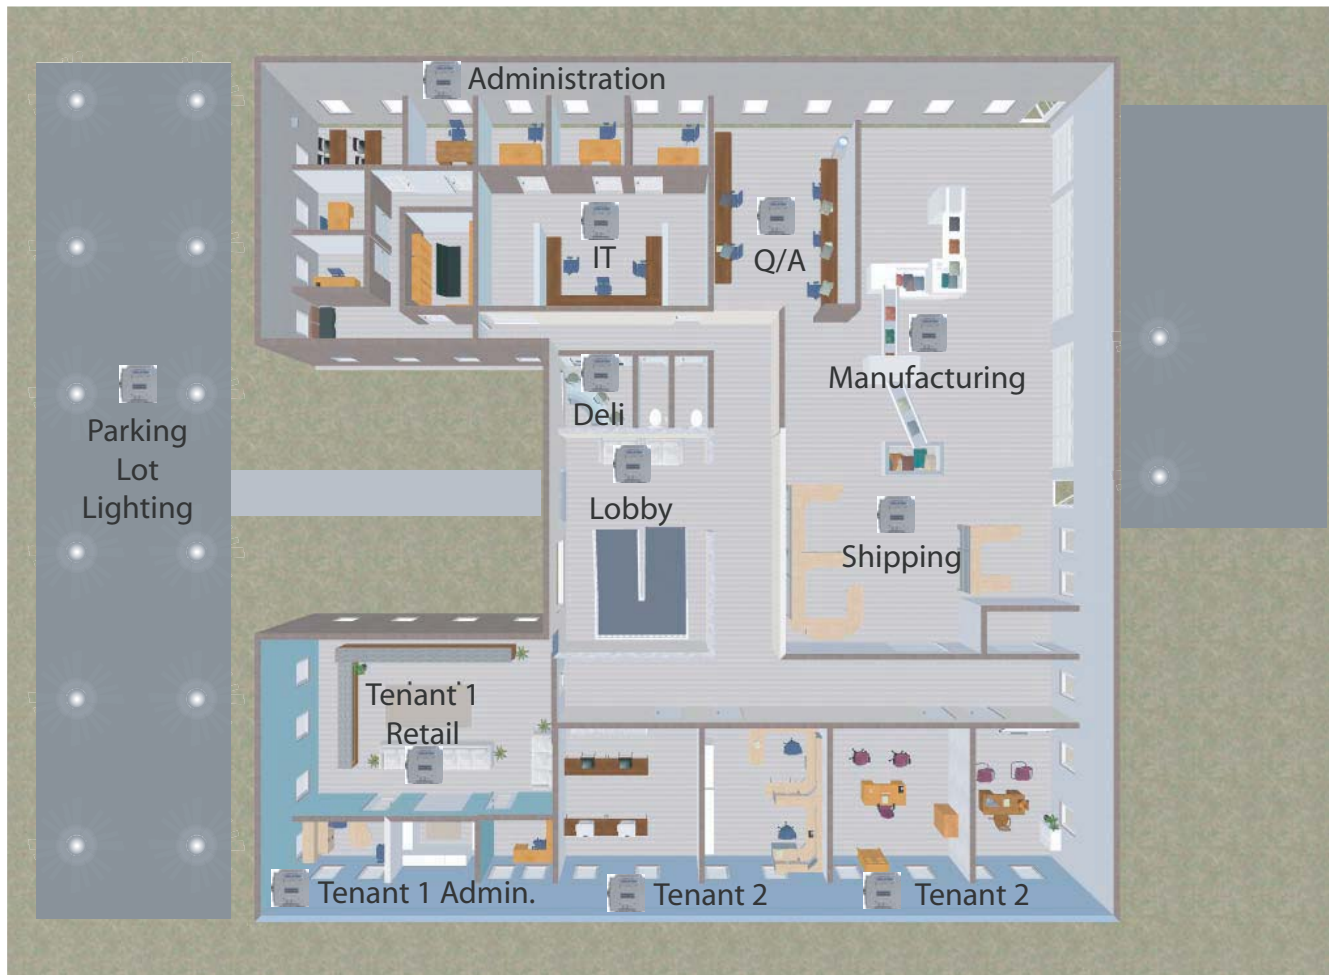 Administration
IT
Q/A
Manufacturing
Deli
Parking
Lot
Lighting
Lobby
Shipping
Tenant 1
Retail
Tenant 1 Admin.
Tenant 2
Tenant 2